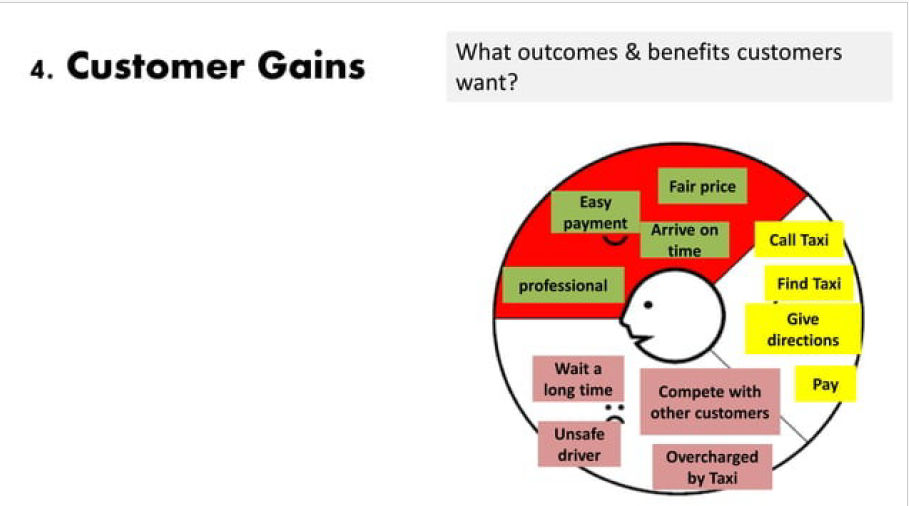 4. Customer Gains
What outcomes & benefits customers
want?
Fair price
Easy
payment
Arrive on
time
professional
Call Taxi
Find Taxi
Give
directions
Pay
Wait a
long time
Compete with
other customers
Unsafe
driver
Overcharged
by Taxi